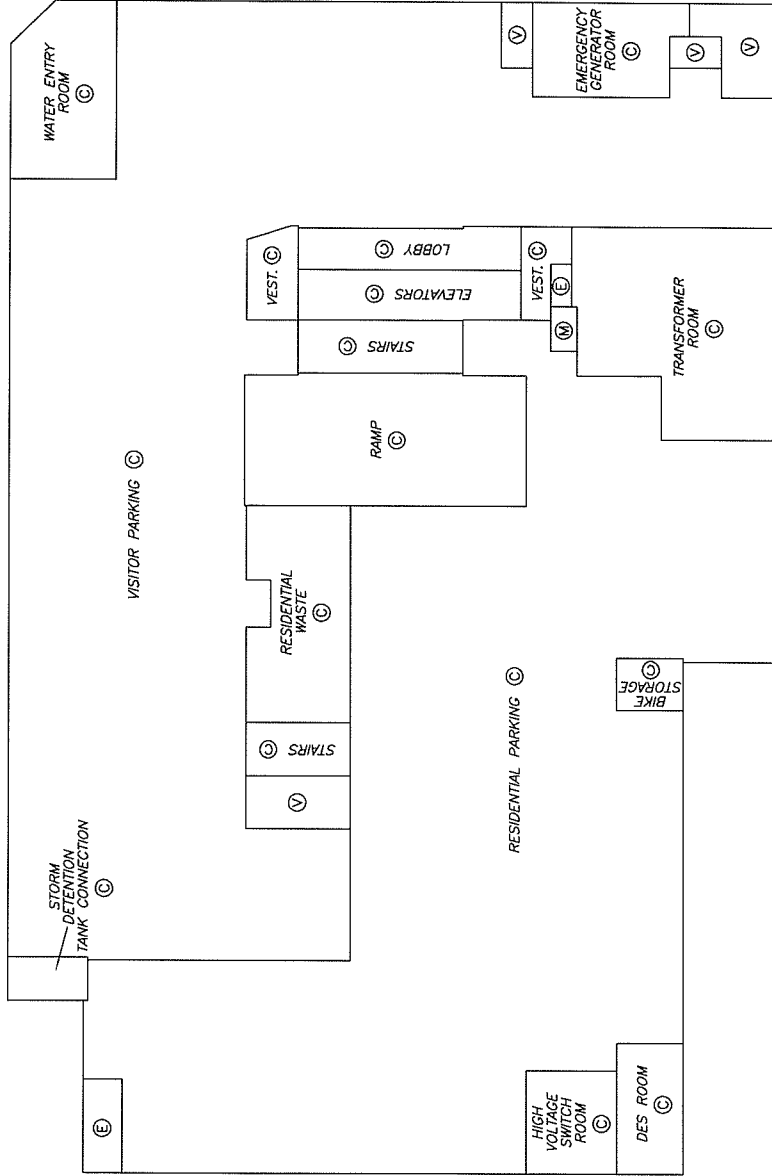 WATER ENTRY
ROOM
Ⓒ
Ⓥ
EMERGENCY
GENERATOR
ROOM
Ⓒ
Ⓥ
Ⓥ
VEST. Ⓒ
LOBBY Ⓒ
ELEVATORS Ⓒ
STAIRS Ⓒ
VEST. Ⓒ
Ⓔ
Ⓜ
TRANSFORMER
ROOM
Ⓒ
RAMP
Ⓒ
VISITOR PARKING Ⓒ
RESIDENTIAL
WASTE
Ⓒ
STAIRS Ⓒ
Ⓥ
RESIDENTIAL PARKING Ⓒ
BIKE
STORAGE
Ⓒ
STORM
DETENTION
TANK CONNECTION
Ⓒ
Ⓔ
HIGH
VOLTAGE
SWITCH
ROOM
Ⓒ
DES ROOM
Ⓒ